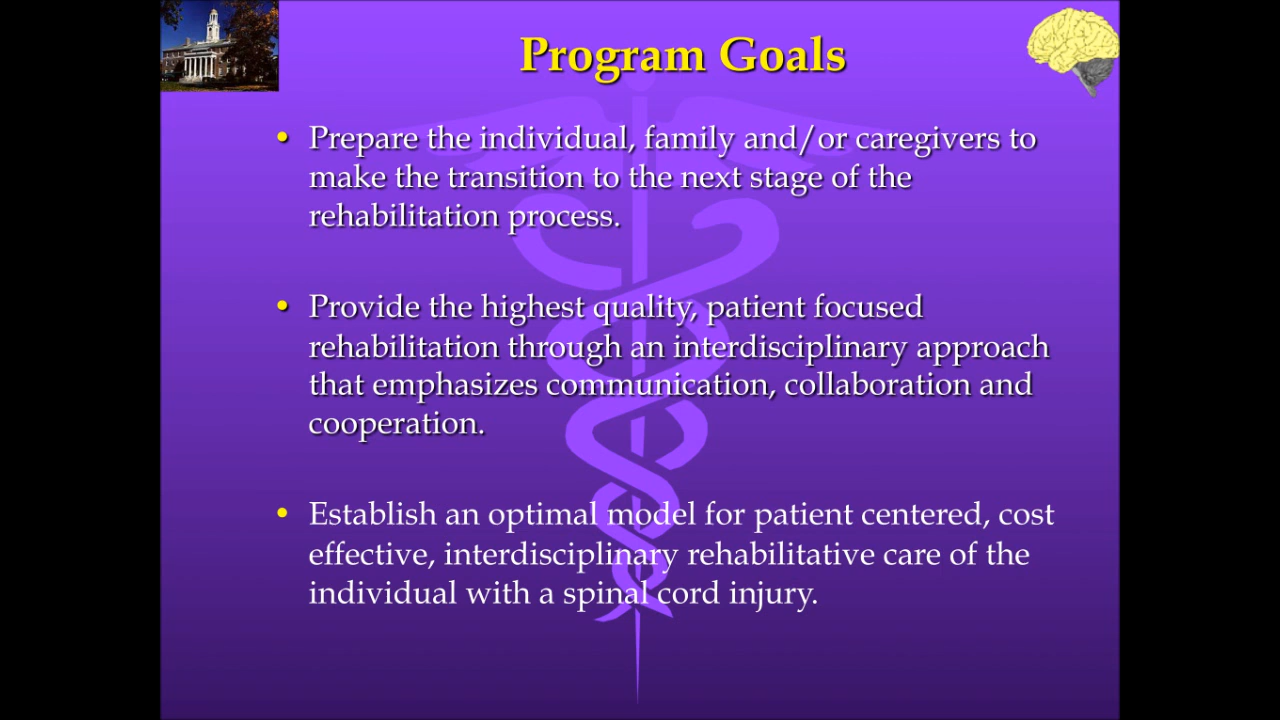 Program Goals
• Prepare the individual, family and/or caregivers to
make the transition to the next stage of the
rehabilitation process.
• Provide the highest quality, patient focused
rehabilitation through an interdisciplinary approach
that emphasizes communication, collaboration and
cooperation.
• Establish an optimal model for patient centered, cost
effective, interdisciplinary rehabilitative care of the
individual with a spinal cord injury.